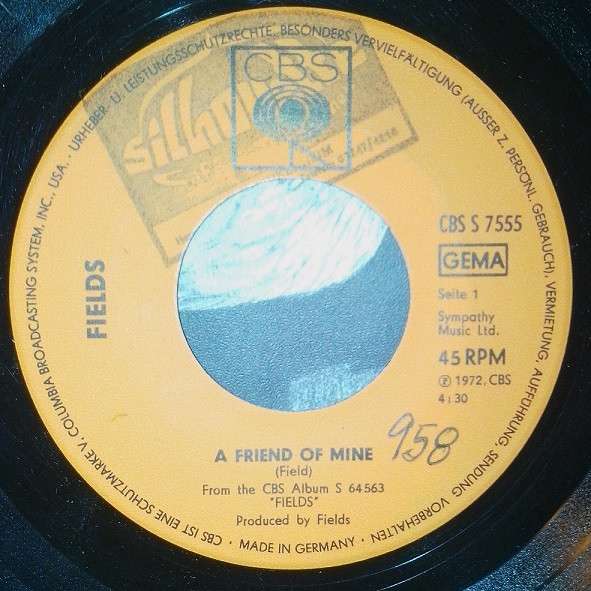 URHEBER- U. LEISTUNGSSCHUTZRECHTE, BESONDERS VERVIELFÄLTIGUNG (AUSSER Z. PERSÖNL. GEBRAUCH), VERMIETUNG, AUFFÜHRUNG, SENDUNG VORBEHALTEN
CBS
FIELDS
CBS S 7555
GEMA
Seite 1
Sympathy
Music Ltd.
45 RPM
℗ 1972, CBS
4:30
958
A FRIEND OF MINE
(Field)
From the CBS Album S 64563
"FIELDS"
Produced by Fields
· MADE IN GERMANY ·
CBS IST EINE SCHUTZMARKE V. COLUMBIA BROADCASTING SYSTEM, INC., USA. ·